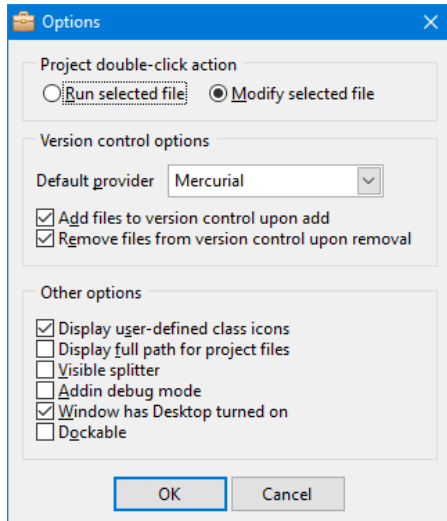 Options
Project double-click action
Run selected file Modify selected file
Version control options
Default provider Mercurial
Add files to version control upon add
Remove files from version control upon removal
Other options
Display user-defined class icons
Display full path for project files
Visible splitter
Addin debug mode
Window has Desktop turned on
Dockable
OK Cancel